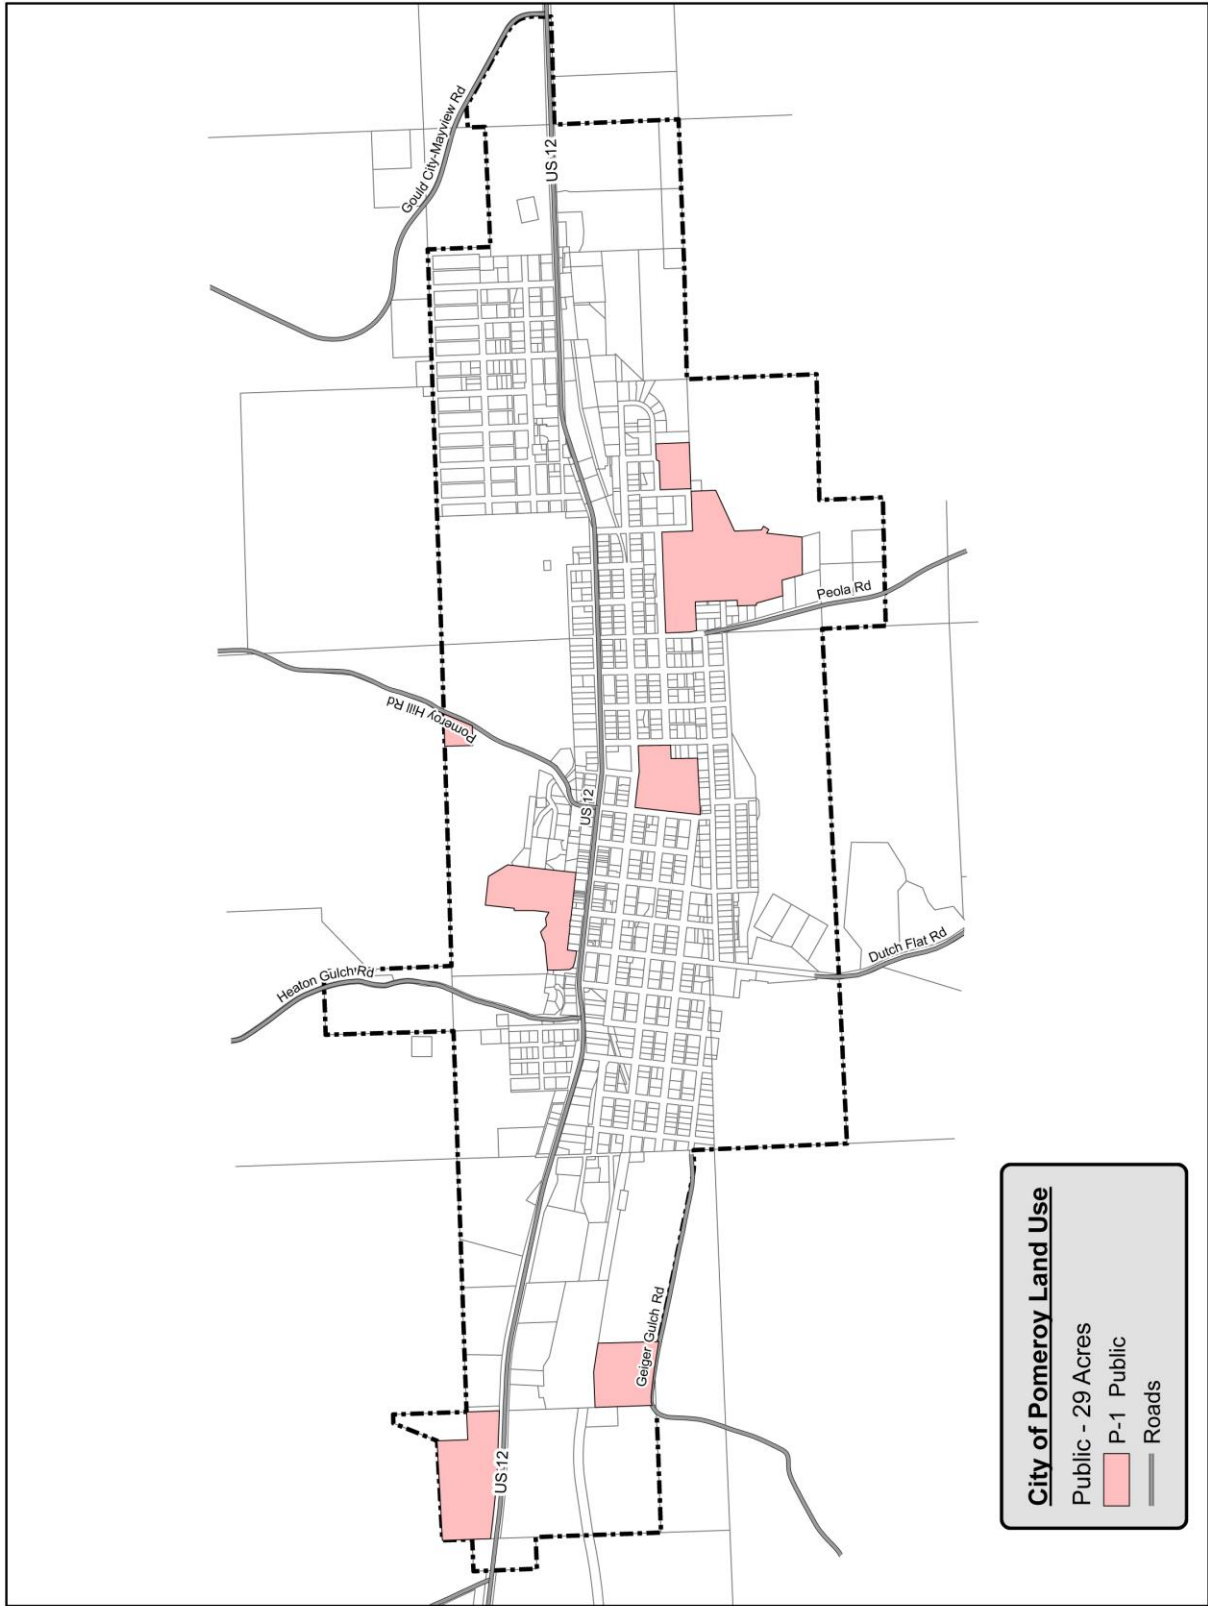 Gould City-Mayview Rd
US 12
Pomeroy Hill Rd
Peola Rd
US 12
Heaton Gulch Rd
Dutch Flat Rd
Geiger Gulch Rd
US 12
City of Pomeroy Land Use
Public - 29 Acres
P-1 Public
Roads